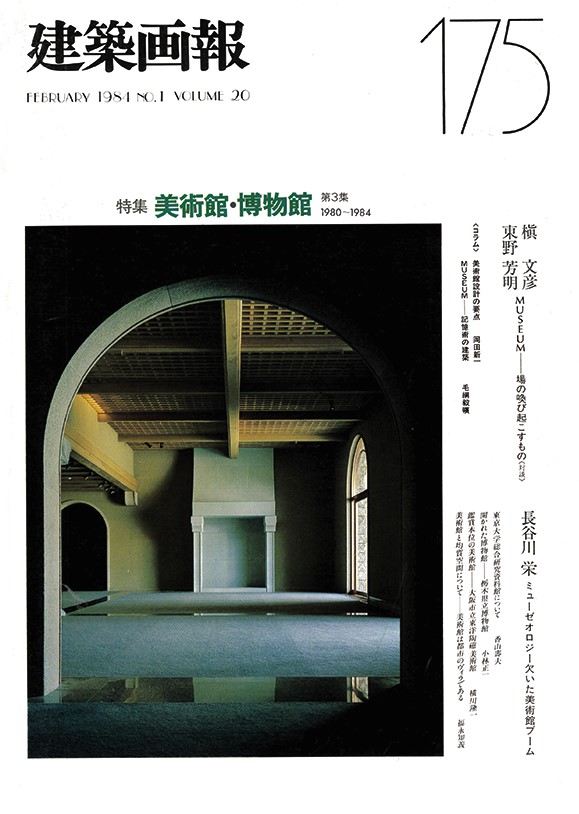 建築画報
FEBRUARY 1984 NO.1 VOLUME 20
175
特集 美術館・博物館 第3集
1980〜1984
槇 文彦
東野 芳明
MUSEUM——場の喚び起こすもの《対談》
〈コラム〉
美術館設計の要点 岡田新一
MUSEUM——記憶術の建築 毛綱毅曠
長谷川 栄 ミューゼオロジー欠いた美術館ブーム
東京大学総合研究資料館について 香山壽夫
開かれた博物館——栃木県立博物館 小林正一
鑑賞本位の美術館——大阪市立東洋陶磁美術館 横川隆一
美術館と均質空間について——美術館は都市のヴィラである 福永知義